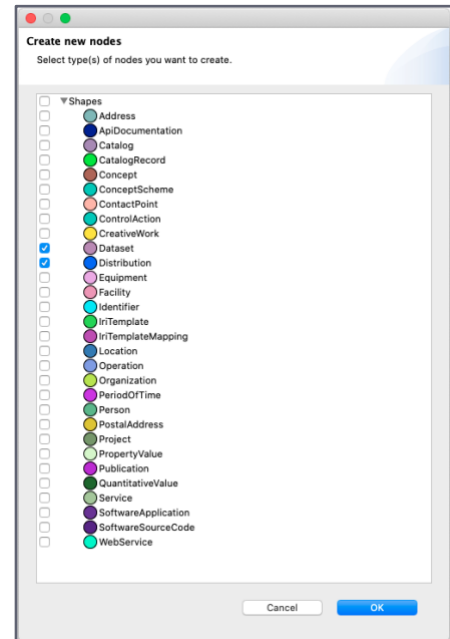 Create new nodes
Select type(s) of nodes you want to create.
Shapes
Address
ApiDocumentation
Catalog
CatalogRecord
Concept
ConceptScheme
ContactPoint
ControlAction
CreativeWork
Dataset
Distribution
Equipment
Facility
Identifier
IriTemplate
IriTemplateMapping
Location
Operation
Organization
PeriodOfTime
Person
PostalAddress
Project
PropertyValue
Publication
QuantitativeValue
Service
SoftwareApplication
SoftwareSourceCode
WebService
Cancel OK